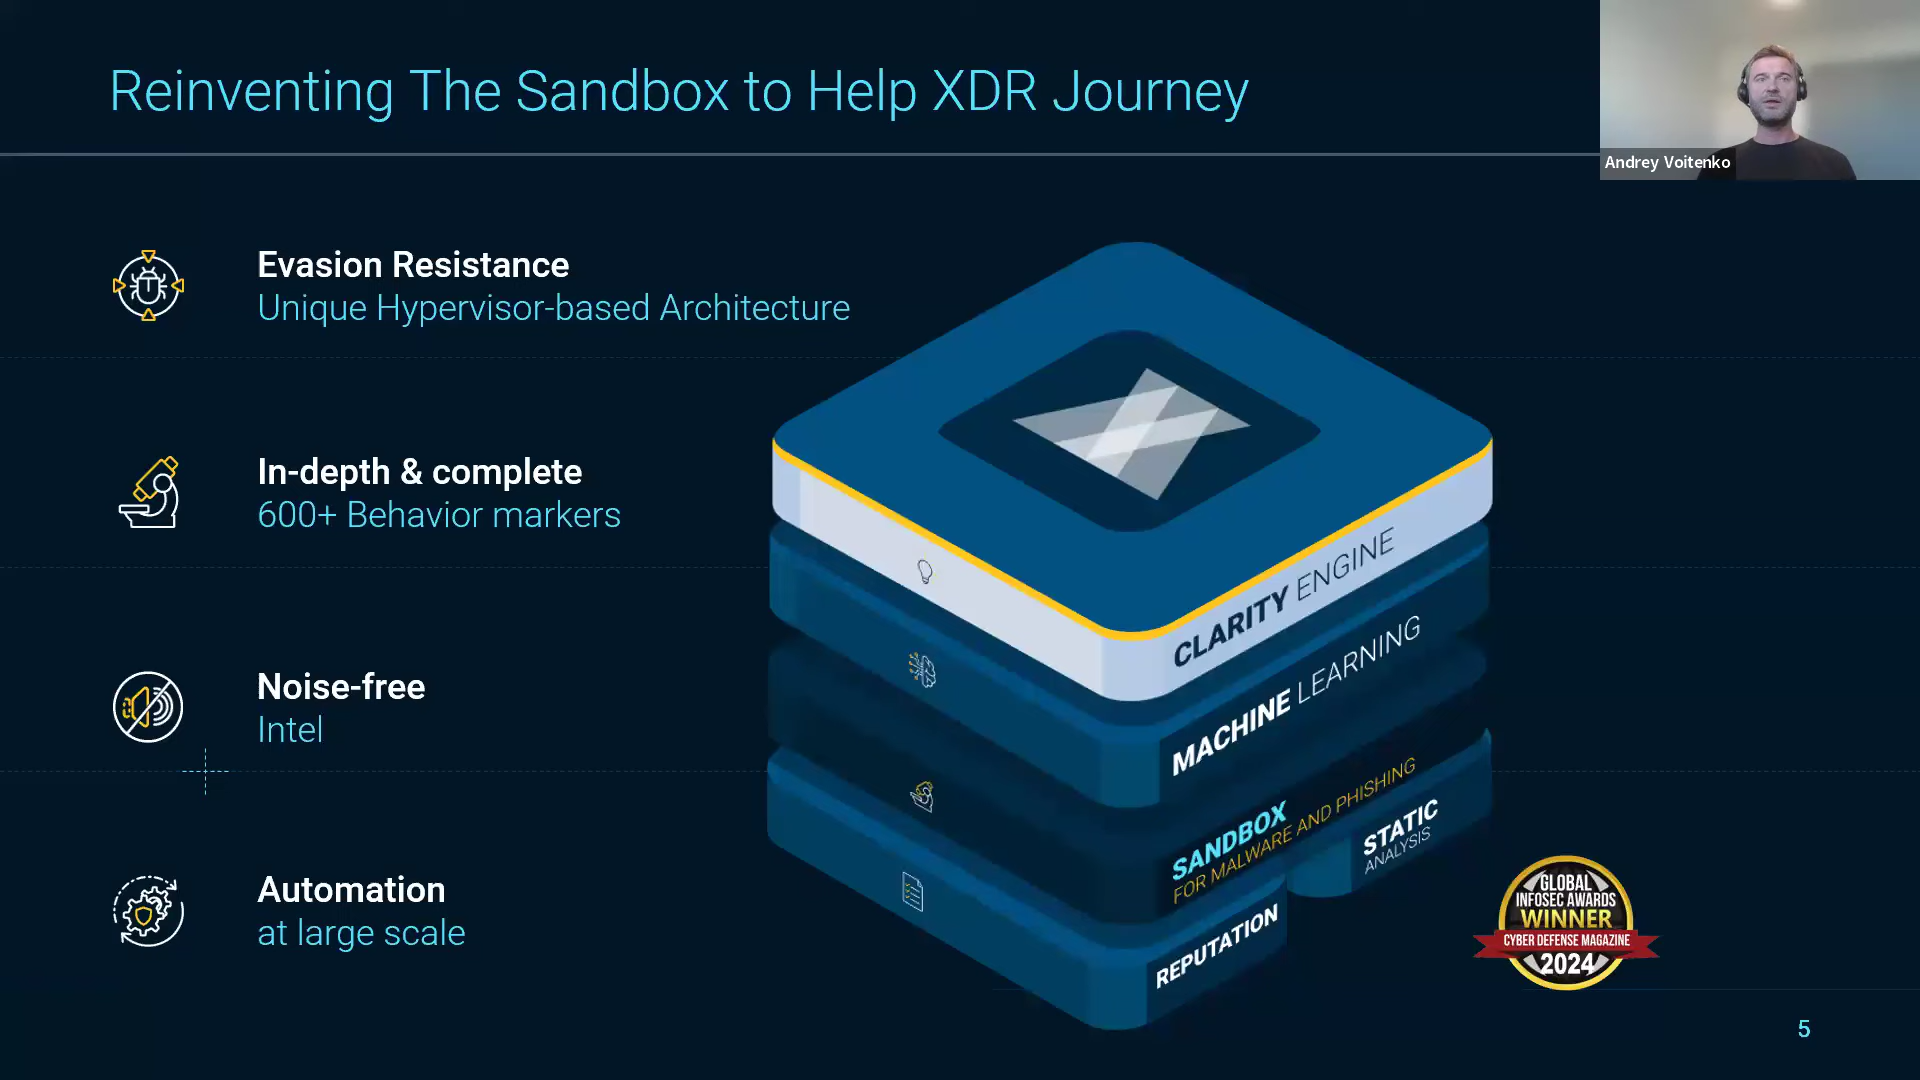 Reinventing The Sandbox to Help XDR Journey
Andrey Voitenko
Evasion Resistance
Unique Hypervisor-based Architecture
In-depth & complete
600+ Behavior markers
Noise-free
Intel
Automation
at large scale
CLARITY ENGINE
MACHINE LEARNING
SANDBOX
FOR MALWARE AND PHISHING
STATIC
ANALYSIS
REPUTATION
GLOBAL
INFOSEC AWARDS
WINNER
CYBER DEFENSE MAGAZINE
2024
5